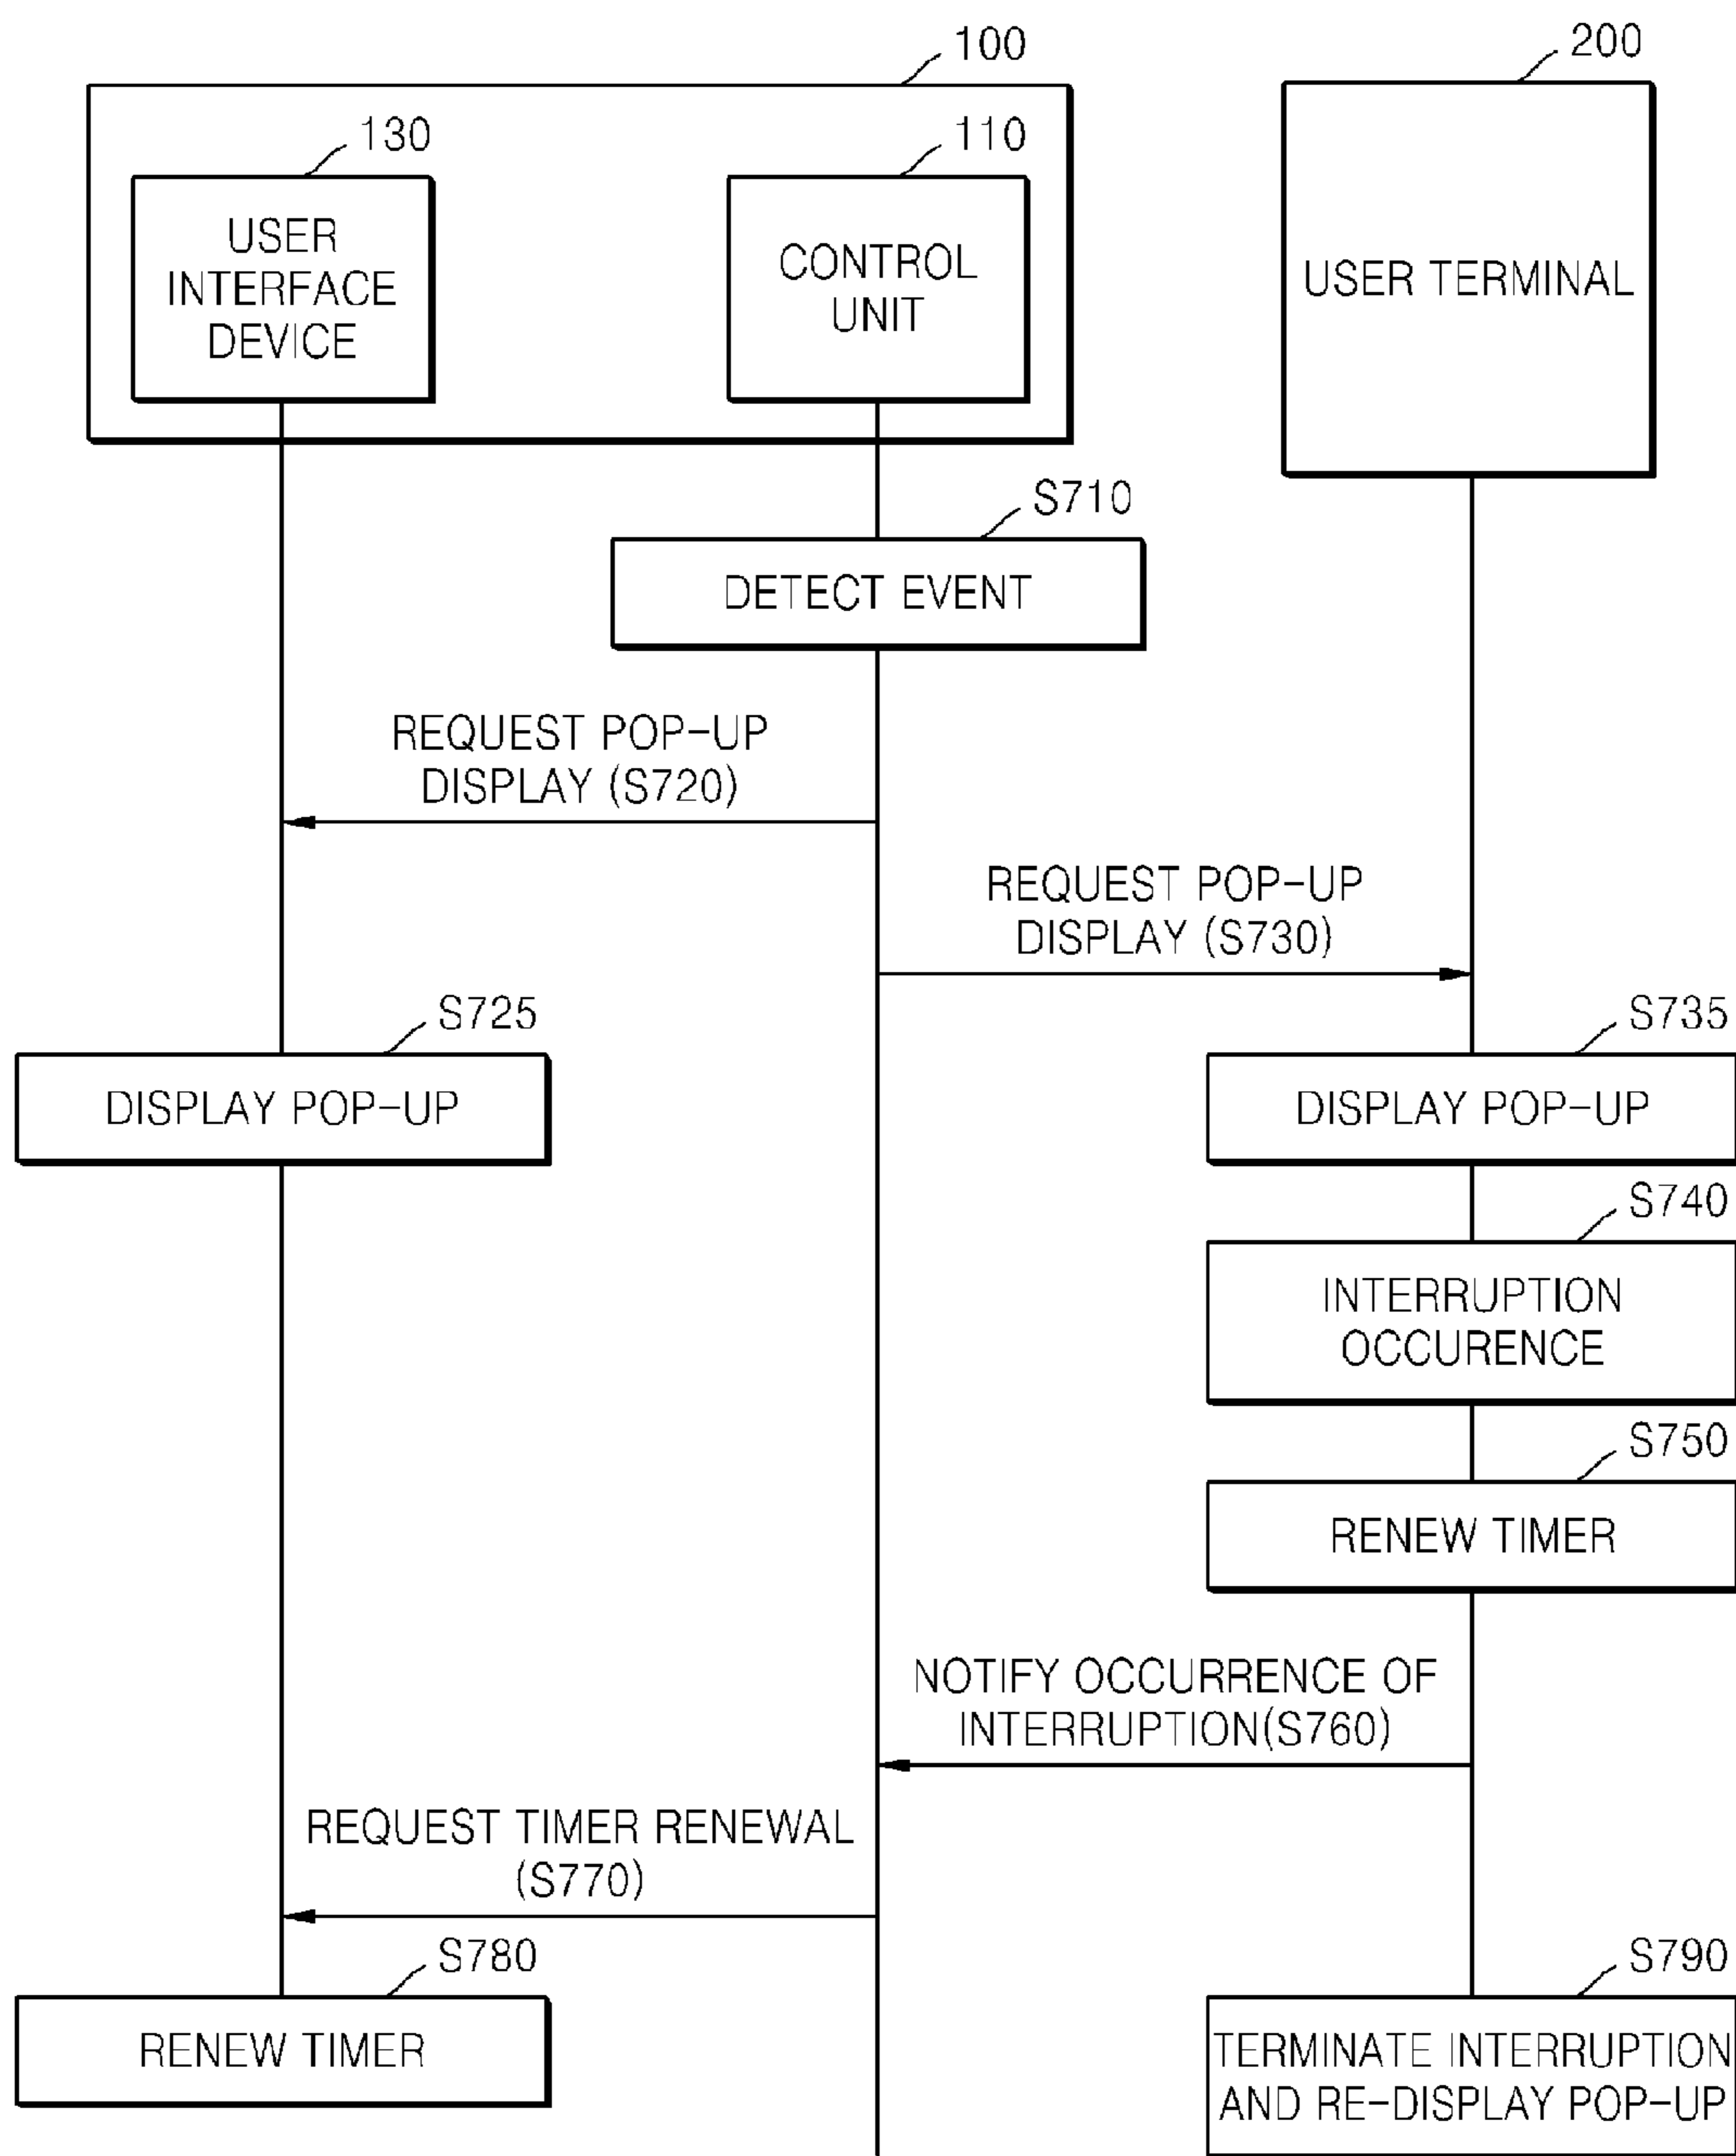 100
200
130
110
USER
INTERFACE
DEVICE
CONTROL
UNIT
USER TERMINAL
S710
DETECT EVENT
REQUEST POP-UP
DISPLAY (S720)
REQUEST POP-UP
DISPLAY (S730)
S725
S735
DISPLAY POP-UP
DISPLAY POP-UP
S740
INTERRUPTION
OCCURENCE
S750
RENEW TIMER
NOTIFY OCCURRENCE OF
INTERRUPTION(S760)
REQUEST TIMER RENEWAL
(S770)
S780
S790
RENEW TIMER
TERMINATE INTERRUPTION
AND RE-DISPLAY POP-UP